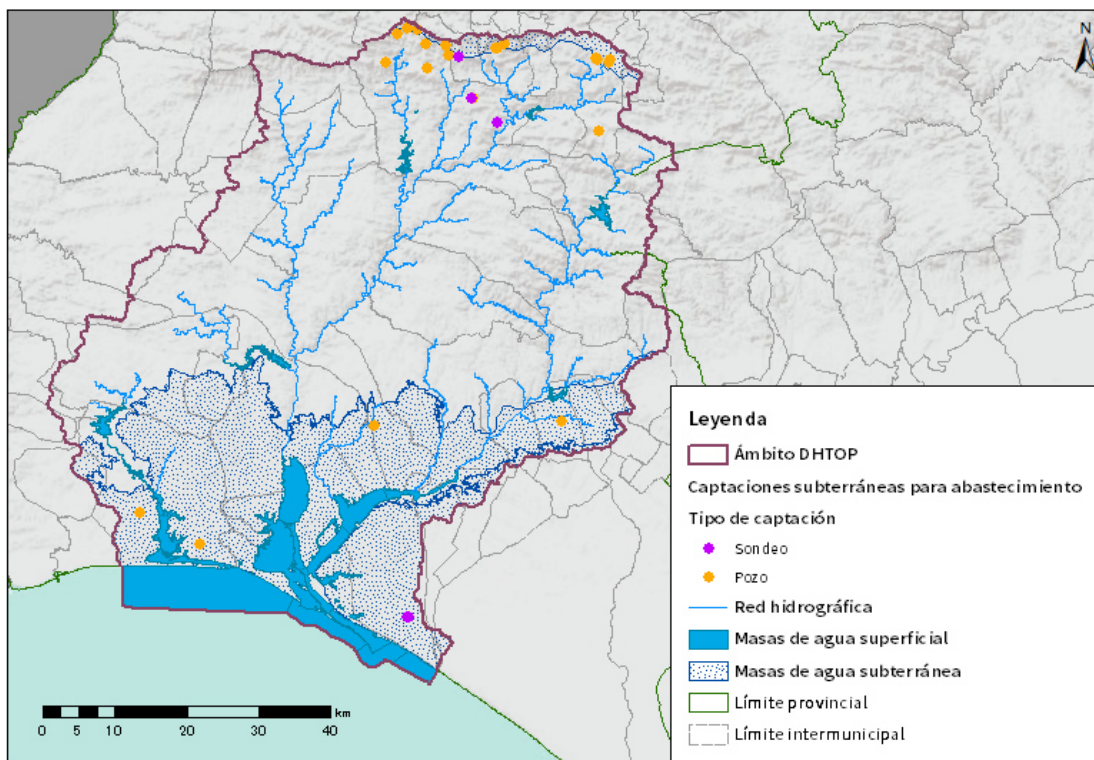 N
Leyenda
Ámbito DHTOP
Captaciones subterráneas para abastecimiento
Tipo de captación
Sondeo
Pozo
Red hidrográfica
Masas de agua superficial
Masas de agua subterránea
Límite provincial
Límite intermunicipal
km
0 5 10 20 30 40